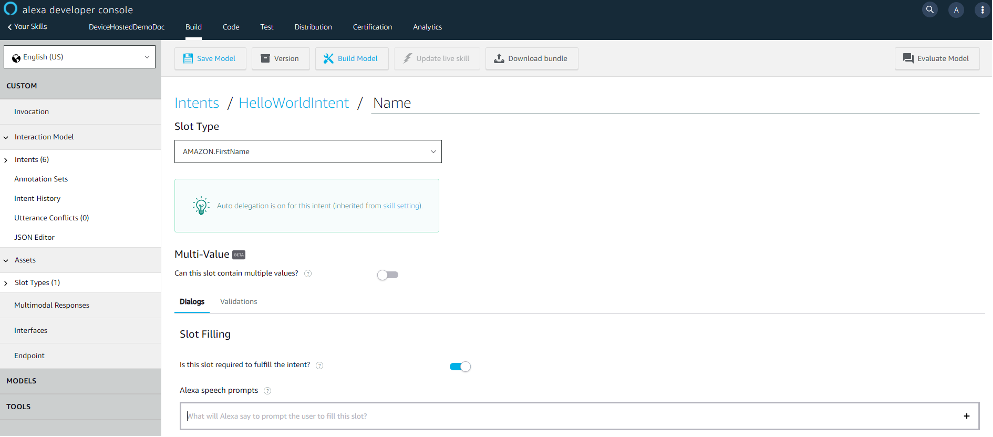 alexa developer console
A
Your Skills
DeviceHostedDemoDoc
Build
Code
Test
Distribution
Certification
Analytics
English (US)
Save Model
Version
Build Model
Update live skill
Download bundle
Evaluate Model
CUSTOM
Invocation
Interaction Model
Intents (6)
Annotation Sets
Intent History
Utterance Conflicts (0)
JSON Editor
Assets
Slot Types (1)
Multimodal Responses
Interfaces
Endpoint
MODELS
TOOLS
Intents / HelloWorldIntent / Name
Slot Type
AMAZON.FirstName
Auto delegation is on for this intent (inherited from skill setting)
Multi-Value BETA
Can this slot contain multiple values? ?
Dialogs
Validations
Slot Filling
Is this slot required to fulfill the intent? ?
Alexa speech prompts ?
What will Alexa say to prompt the user to fill this slot?
+